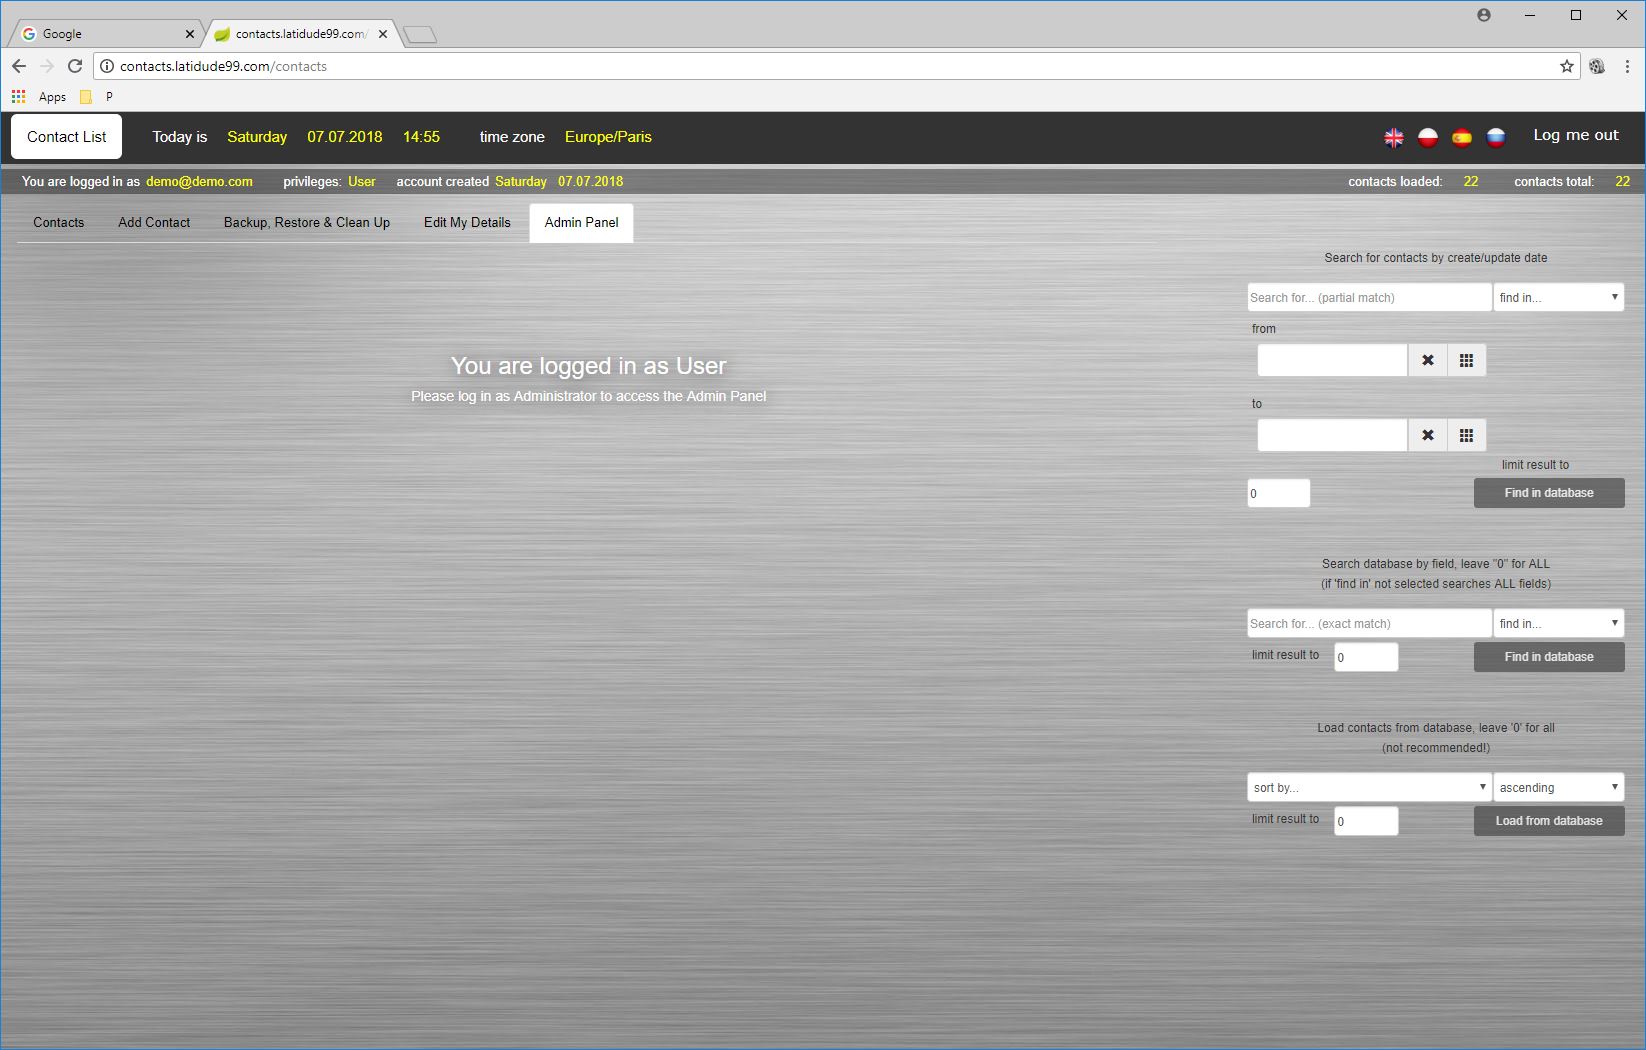 Google
contacts.latidude99.com/
contacts.latidude99.com/contacts
Apps P
Contact List Today is Saturday 07.07.2018 14:55 time zone Europe/Paris Log me out
You are logged in as demo@demo.com privileges: User account created Saturday 07.07.2018 contacts loaded: 22 contacts total: 22
Contacts Add Contact Backup, Restore & Clean Up Edit My Details Admin Panel
You are logged in as User
Please log in as Administrator to access the Admin Panel
Search for contacts by create/update date
Search for... (partial match) find in...
from
to
limit result to
0 Find in database
Search database by field, leave "0" for ALL
(if 'find in' not selected searches ALL fields)
Search for... (exact match) find in...
limit result to 0 Find in database
Load contacts from database, leave '0' for all
(not recommended!)
sort by... ascending
limit result to 0 Load from database